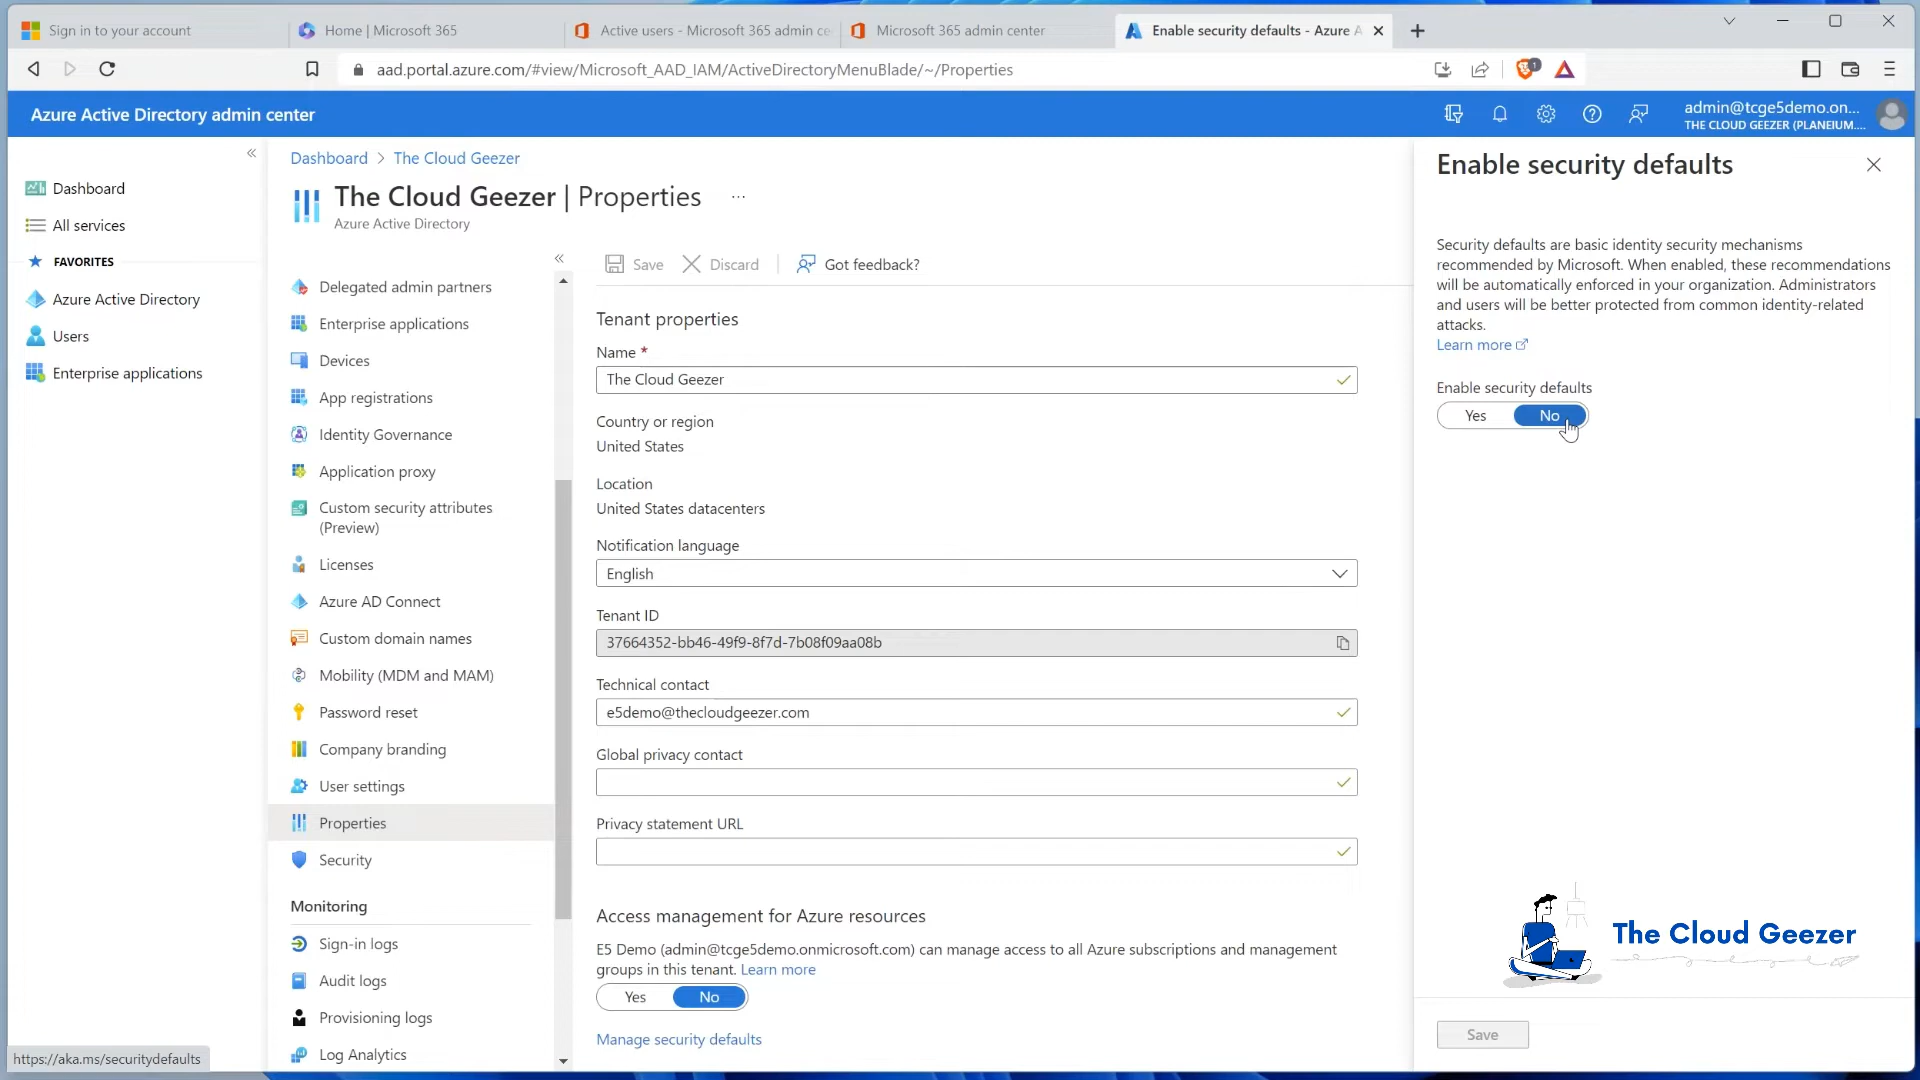 Sign in to your account
Home | Microsoft 365
Active users - Microsoft 365 admin ce
Microsoft 365 admin center
Enable security defaults - Azure A
aad.portal.azure.com/#view/Microsoft_AAD_IAM/ActiveDirectoryMenuBlade/~/Properties
1
Azure Active Directory admin center
admin@tcge5demo.on...
THE CLOUD GEEZER (PLANEIUM....
Dashboard
All services
FAVORITES
Azure Active Directory
Users
Enterprise applications
Dashboard > The Cloud Geezer
The Cloud Geezer | Properties ...
Azure Active Directory
Delegated admin partners
Enterprise applications
Devices
App registrations
Identity Governance
Application proxy
Custom security attributes
(Preview)
Licenses
Azure AD Connect
Custom domain names
Mobility (MDM and MAM)
Password reset
Company branding
User settings
Properties
Security
Monitoring
Sign-in logs
Audit logs
Provisioning logs
Log Analytics
Save
Discard
Got feedback?
Tenant properties
Name *
The Cloud Geezer
Country or region
United States
Location
United States datacenters
Notification language
English
Tenant ID
37664352-bb46-49f9-8f7d-7b08f09aa08b
Technical contact
e5demo@thecloudgeezer.com
Global privacy contact
Privacy statement URL
Access management for Azure resources
E5 Demo (admin@tcge5demo.onmicrosoft.com) can manage access to all Azure subscriptions and management
groups in this tenant. Learn more
Yes No
Manage security defaults
Enable security defaults
Security defaults are basic identity security mechanisms
recommended by Microsoft. When enabled, these recommendations
will be automatically enforced in your organization. Administrators
and users will be better protected from common identity-related
attacks.
Learn more
Enable security defaults
Yes No
The Cloud Geezer
Save
https://aka.ms/securitydefaults